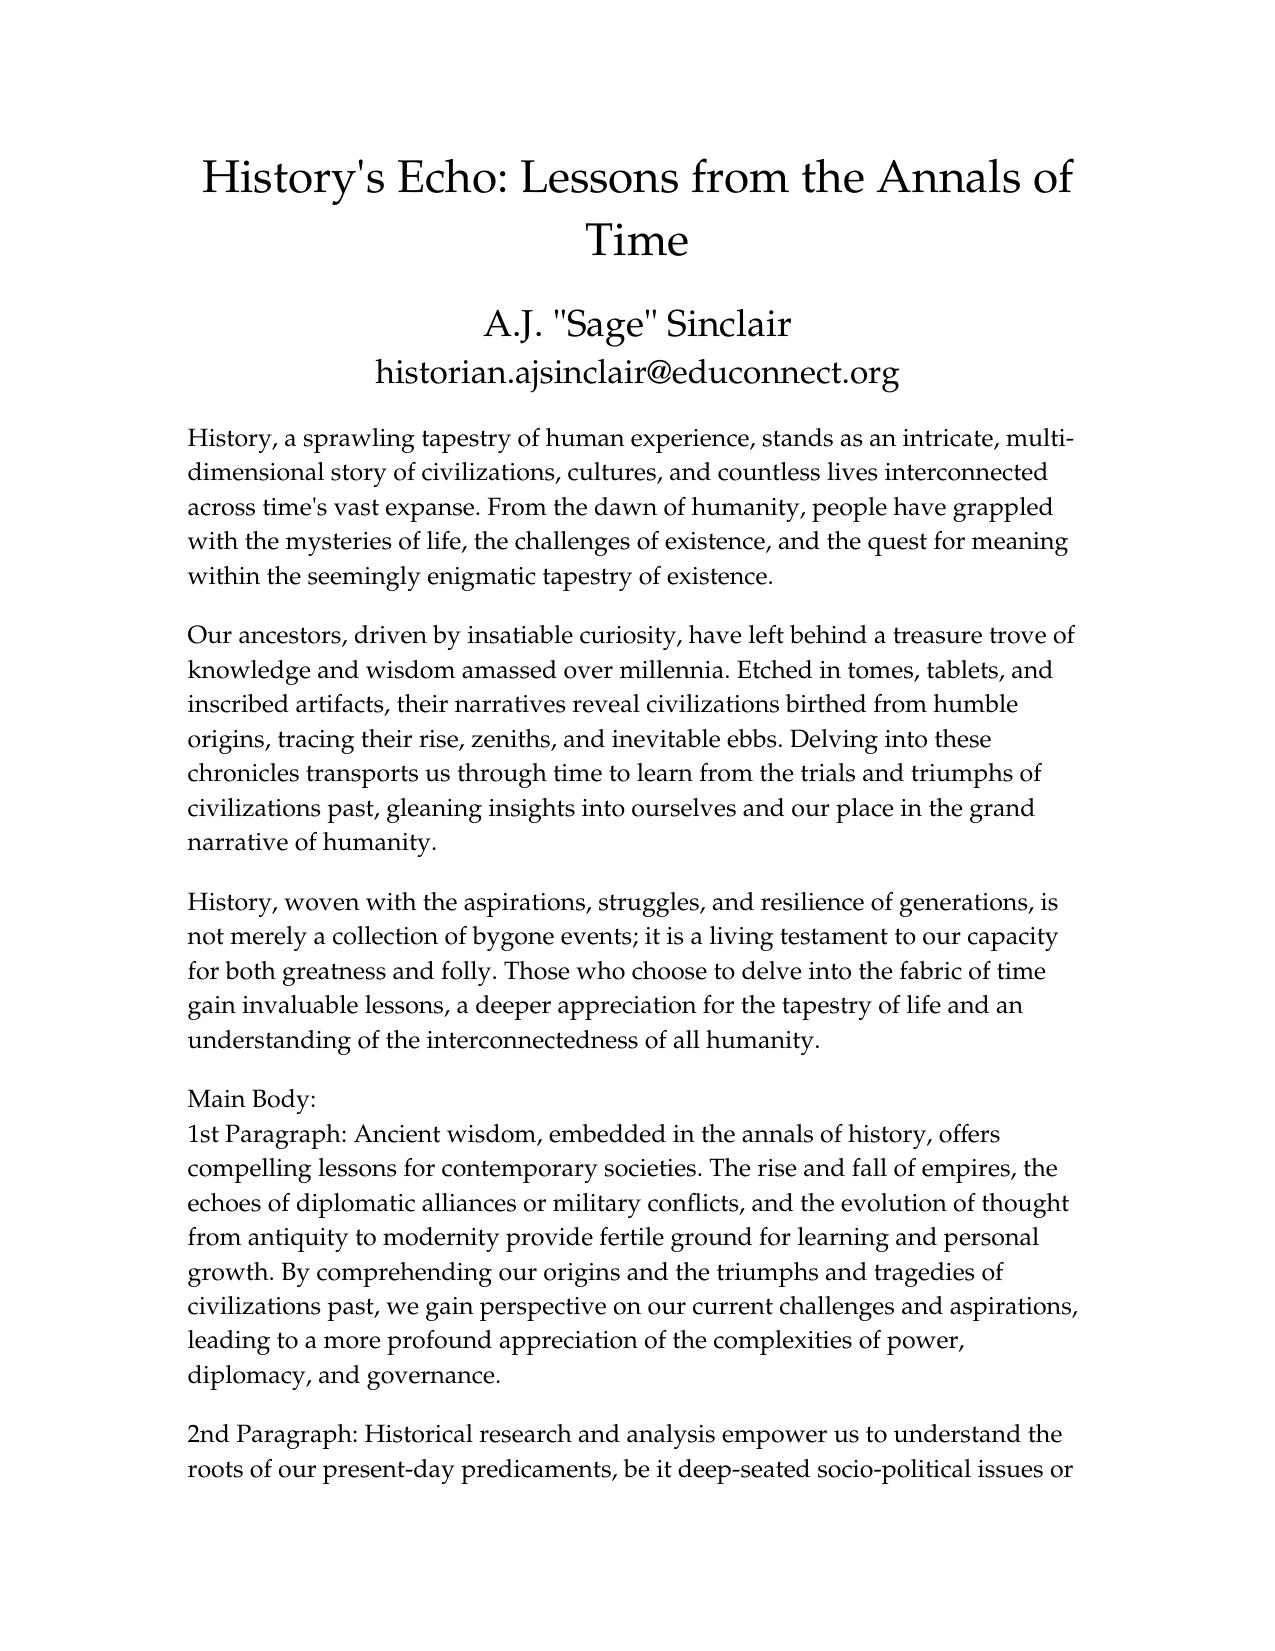 History's Echo: Lessons from the Annals of
Time
A.J. "Sage" Sinclair
historian.ajsinclair@educonnect.org
History, a sprawling tapestry of human experience, stands as an intricate, multi-
dimensional story of civilizations, cultures, and countless lives interconnected
across time's vast expanse. From the dawn of humanity, people have grappled
with the mysteries of life, the challenges of existence, and the quest for meaning
within the seemingly enigmatic tapestry of existence.
Our ancestors, driven by insatiable curiosity, have left behind a treasure trove of
knowledge and wisdom amassed over millennia. Etched in tomes, tablets, and
inscribed artifacts, their narratives reveal civilizations birthed from humble
origins, tracing their rise, zeniths, and inevitable ebbs. Delving into these
chronicles transports us through time to learn from the trials and triumphs of
civilizations past, gleaning insights into ourselves and our place in the grand
narrative of humanity.
History, woven with the aspirations, struggles, and resilience of generations, is
not merely a collection of bygone events; it is a living testament to our capacity
for both greatness and folly. Those who choose to delve into the fabric of time
gain invaluable lessons, a deeper appreciation for the tapestry of life and an
understanding of the interconnectedness of all humanity.
Main Body:
1st Paragraph: Ancient wisdom, embedded in the annals of history, offers
compelling lessons for contemporary societies. The rise and fall of empires, the
echoes of diplomatic alliances or military conflicts, and the evolution of thought
from antiquity to modernity provide fertile ground for learning and personal
growth. By comprehending our origins and the triumphs and tragedies of
civilizations past, we gain perspective on our current challenges and aspirations,
leading to a more profound appreciation of the complexities of power,
diplomacy, and governance.
2nd Paragraph: Historical research and analysis empower us to understand the
roots of our present-day predicaments, be it deep-seated socio-political issues or